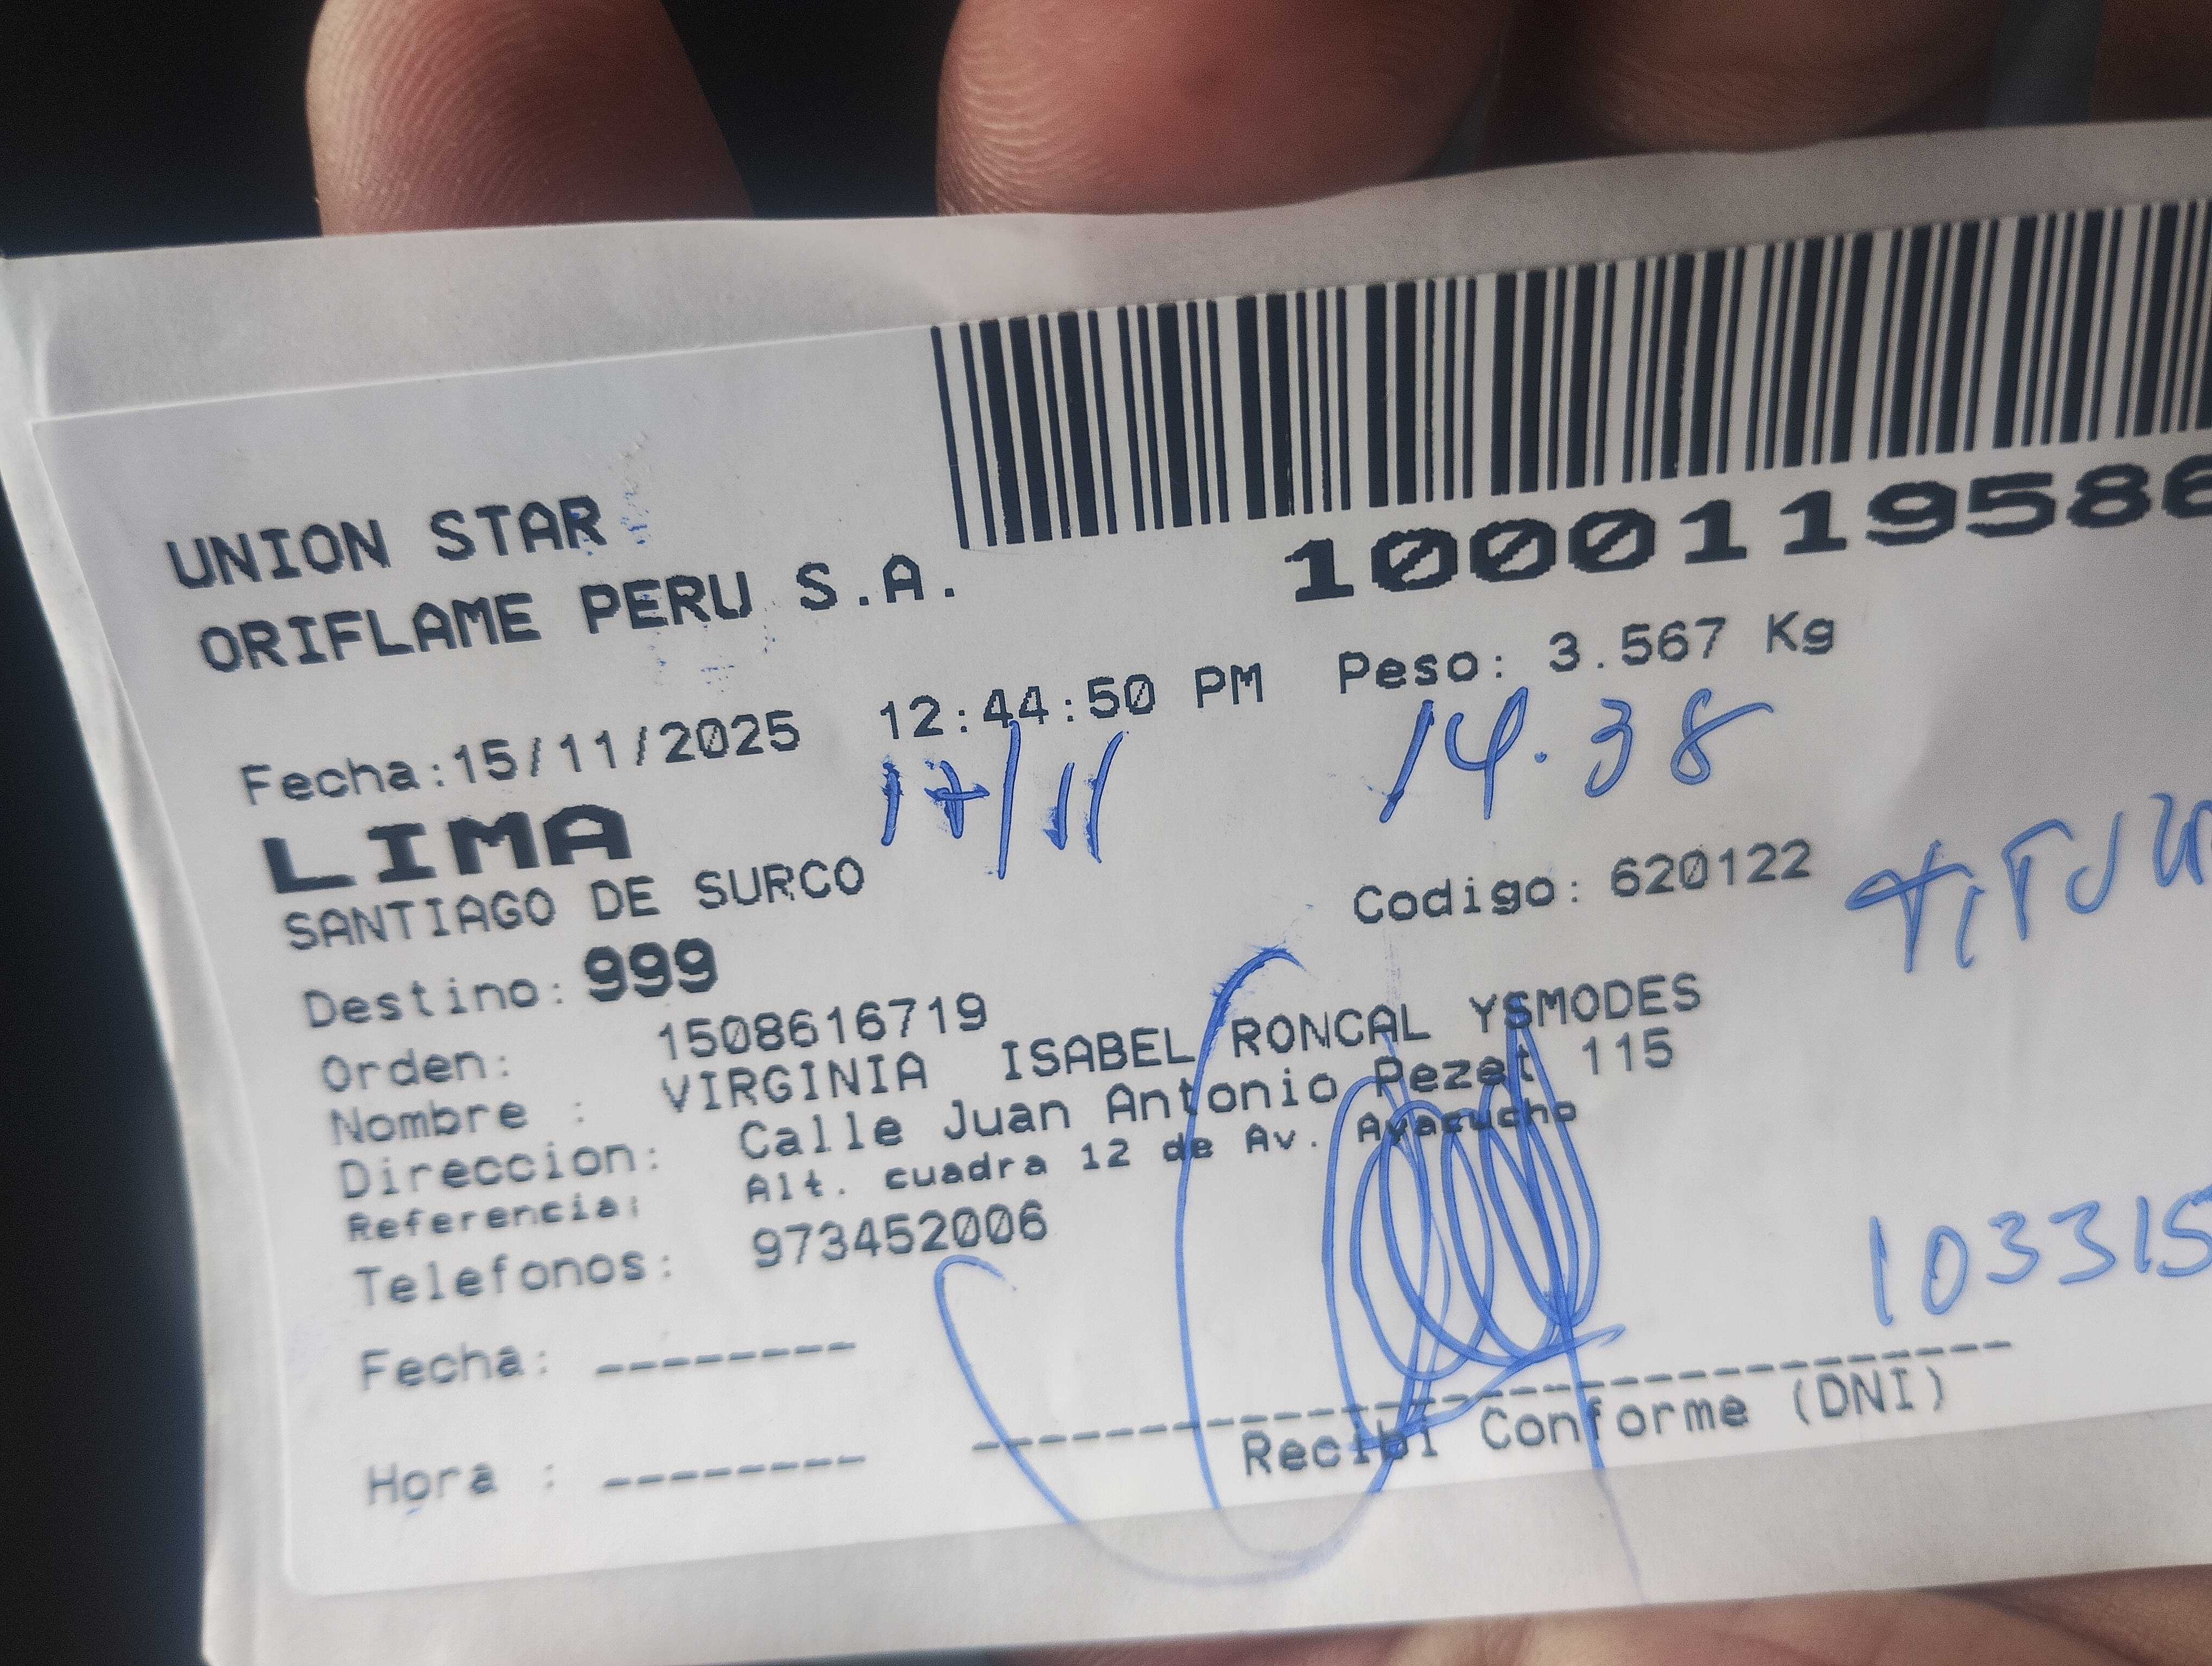 UNION STAR
ORIFLAME PERU S.A.
1000119586
Fecha:15/11/2025 12:44:50 PM Peso: 3.567 Kg
17/11 14.38
LIMA
SANTIAGO DE SURCO
Codigo: 620122
Destino: 999
Orden: 1508616719
Nombre : VIRGINIA ISABEL RONCAL YSMODES
Direccion: Calle Juan Antonio Pezet 115
Referencia: Alt. cuadra 12 de Av. Ayacucho
Telefonos: 973452006
103315
Fecha: --------
Hora : --------
Recibi Conforme (DNI)